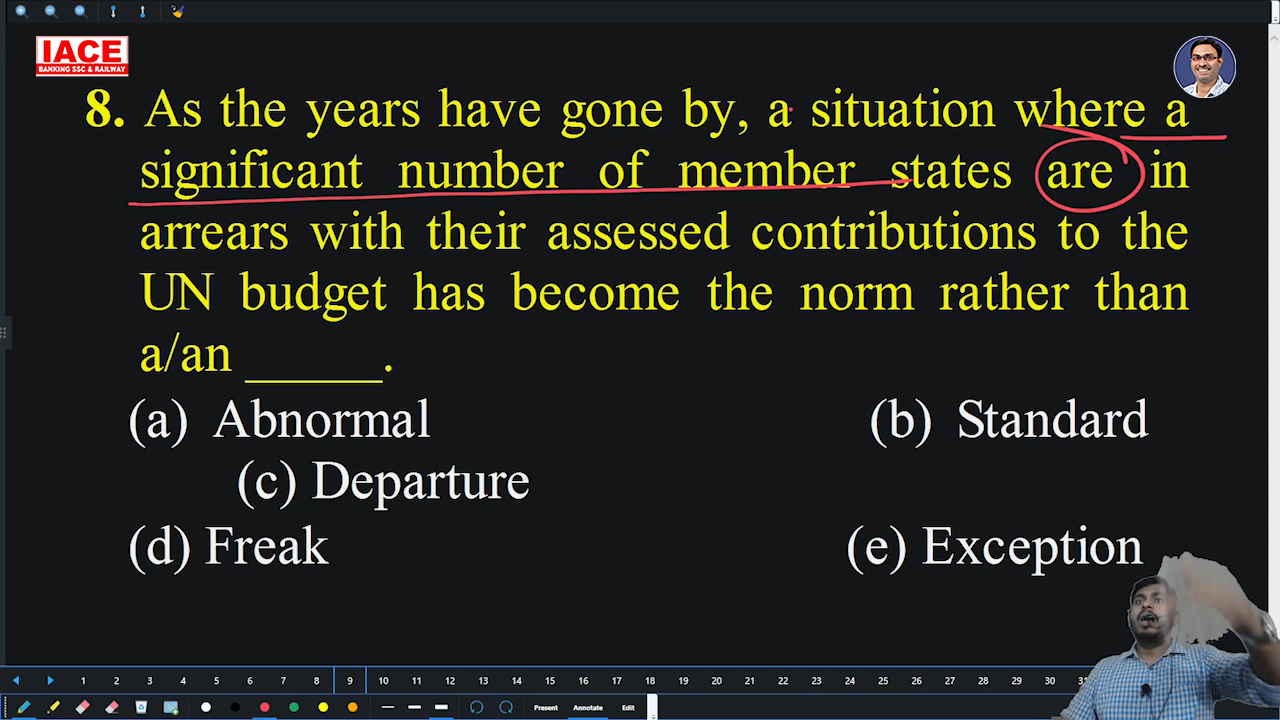 IACE
BANKING SSC & RAILWAY
8. As the years have gone by, a situation where a
significant number of member states are in
arrears with their assessed contributions to the
UN budget has become the norm rather than
a/an ______.
(a) Abnormal (b) Standard
(c) Departure
(d) Freak (e) Exception
1 2 3 4 5 6 7 8 9 10 11 12 13 14 15 16 17 18 19 20 21 22 23 24 25 26 27 28 29 30 31
Present Annotate Edit